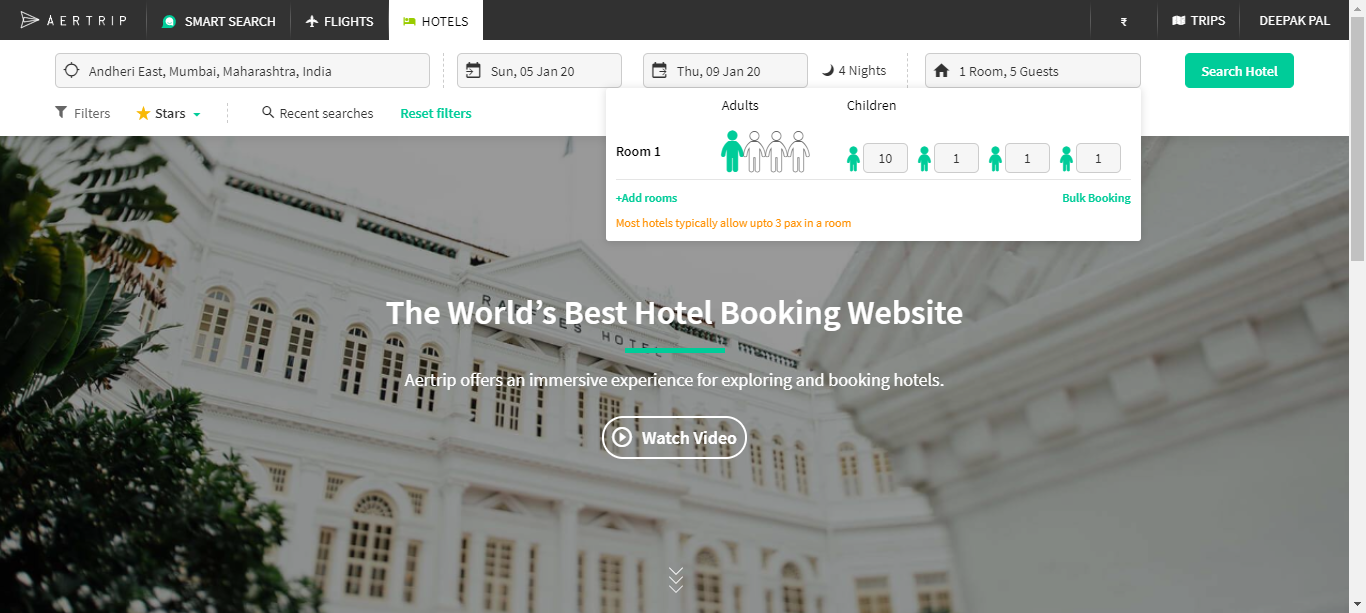 AERTRIP SMART SEARCH FLIGHTS HOTELS ₹ TRIPS DEEPAK PAL
Andheri East, Mumbai, Maharashtra, India Sun, 05 Jan 20 Thu, 09 Jan 20 4 Nights 1 Room, 5 Guests Search Hotel
Filters Stars Recent searches Reset filters
Adults Children
Room 1 10 1 1 1
+Add rooms Bulk Booking
Most hotels typically allow upto 3 pax in a room
RAFFLES HOTEL
The World’s Best Hotel Booking Website
Aertrip offers an immersive experience for exploring and booking hotels.
Watch Video